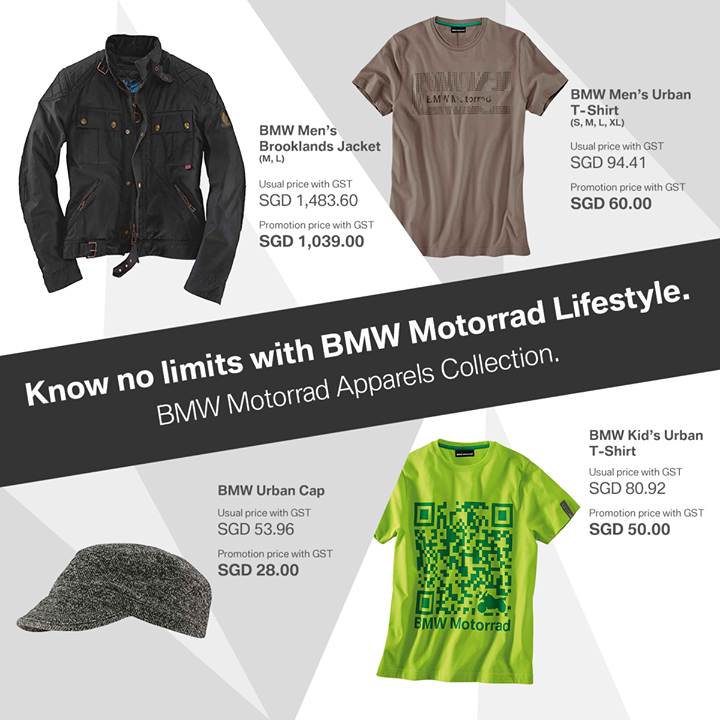 BMW Men's
Brooklands Jacket
(M, L)
Usual price with GST
SGD 1,483.60
Promotion price with GST
SGD 1,039.00
BMW Motorrad
BMW Men's Urban
T-Shirt
(S, M, L, XL)
Usual price with GST
SGD 94.41
Promotion price with GST
SGD 60.00
Know no limits with BMW Motorrad Lifestyle.
BMW Motorrad Apparels Collection.
BMW Urban Cap
Usual price with GST
SGD 53.96
Promotion price with GST
SGD 28.00
BMW Motorrad
BMW Kid's Urban
T-Shirt
Usual price with GST
SGD 80.92
Promotion price with GST
SGD 50.00